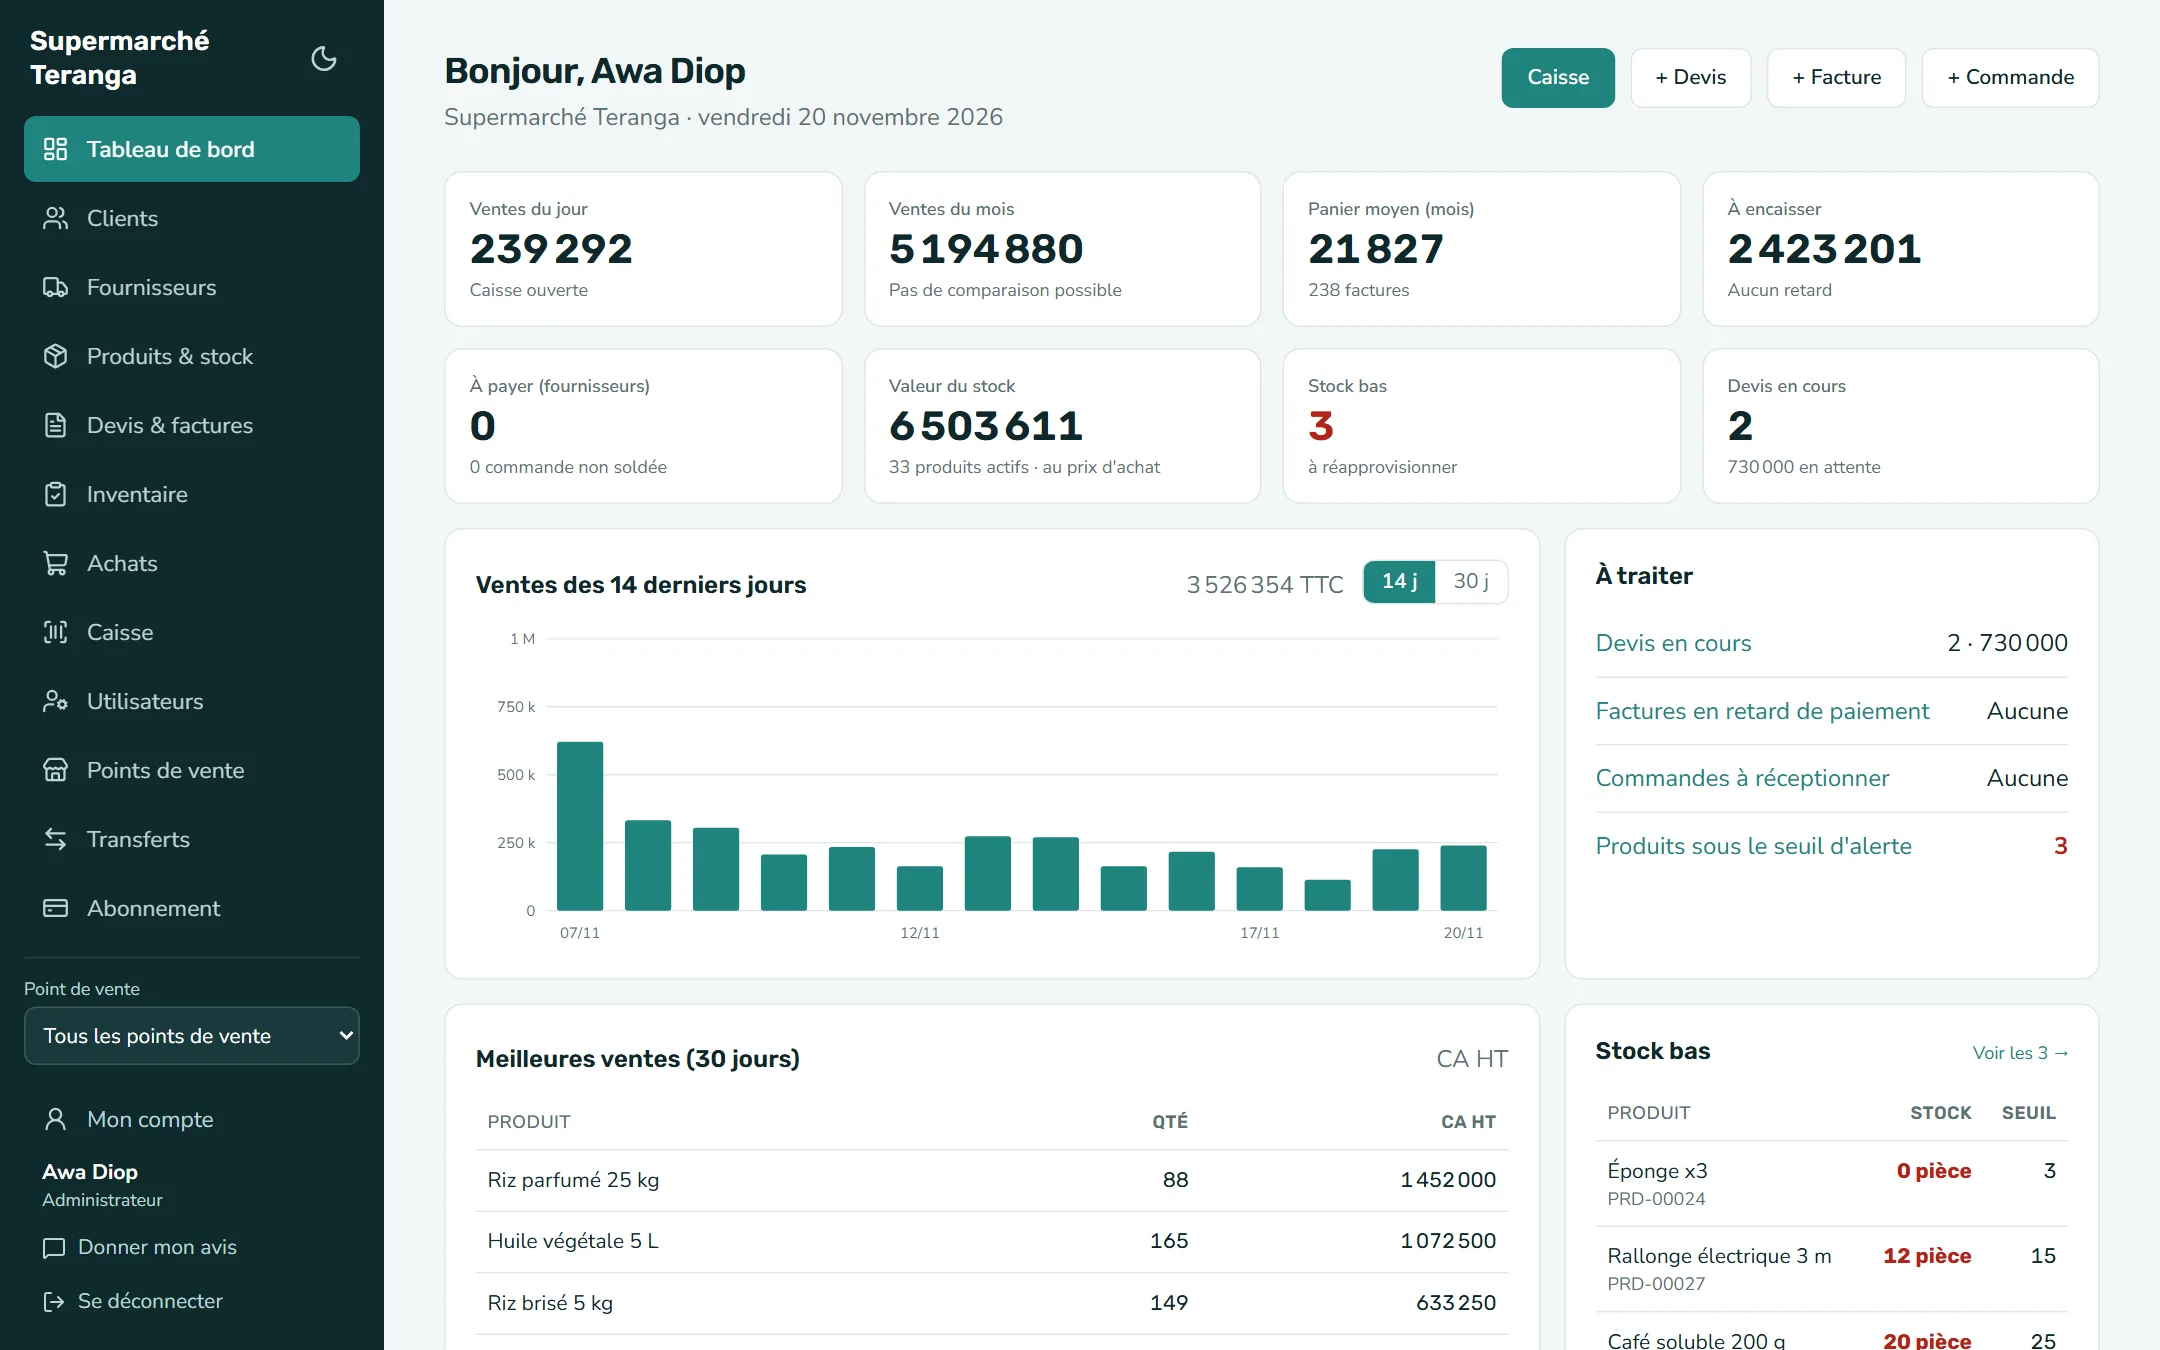 Supermarché
Teranga
Tableau de bord
Clients
Fournisseurs
Produits & stock
Devis & factures
Inventaire
Achats
Caisse
Utilisateurs
Points de vente
Transferts
Abonnement
Point de vente
Tous les points de vente
Mon compte
Awa Diop
Administrateur
Donner mon avis
Se déconnecter
Bonjour, Awa Diop
Supermarché Teranga · vendredi 20 novembre 2026
Caisse
+ Devis
+ Facture
+ Commande
Ventes du jour
239 292
Caisse ouverte
Ventes du mois
5 194 880
Pas de comparaison possible
Panier moyen (mois)
21 827
238 factures
À encaisser
2 423 201
Aucun retard
À payer (fournisseurs)
0
0 commande non soldée
Valeur du stock
6 503 611
33 produits actifs · au prix d'achat
Stock bas
3
à réapprovisionner
Devis en cours
2
730 000 en attente
Ventes des 14 derniers jours
3 526 354 TTC
14 j
30 j
1 M
750 k
500 k
250 k
0
07/11
12/11
17/11
20/11
À traiter
Devis en cours 2 · 730 000
Factures en retard de paiement Aucune
Commandes à réceptionner Aucune
Produits sous le seuil d'alerte 3
Meilleures ventes (30 jours) CA HT
PRODUIT QTÉ CA HT
Riz parfumé 25 kg 88 1 452 000
Huile végétale 5 L 165 1 072 500
Riz brisé 5 kg 149 633 250
Stock bas Voir les 3 →
PRODUIT STOCK SEUIL
Éponge x3 0 pièce 3
PRD-00024
Rallonge électrique 3 m 12 pièce 15
PRD-00027
Café soluble 200 g 20 pièce 25